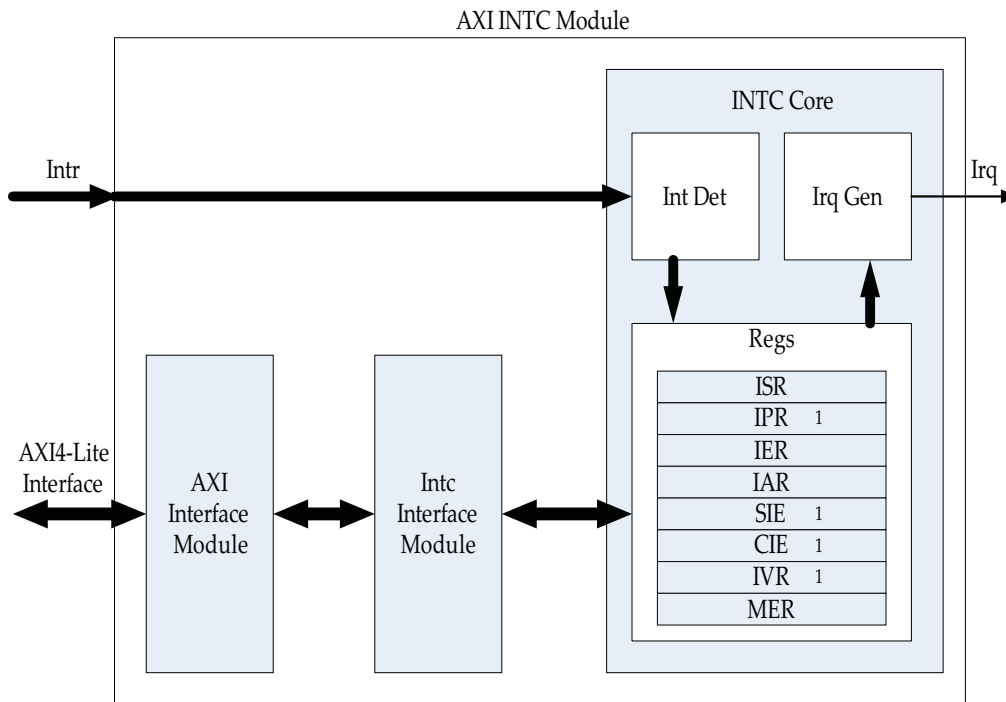 AXI INTC Module
INTC Core
Intr
Int Det
Irq Gen
Irq
Regs
ISR
IPR 1
IER
IAR
SIE 1
CIE 1
IVR 1
MER
AXI4-Lite
Interface
AXI
Interface
Module
Intc
Interface
Module